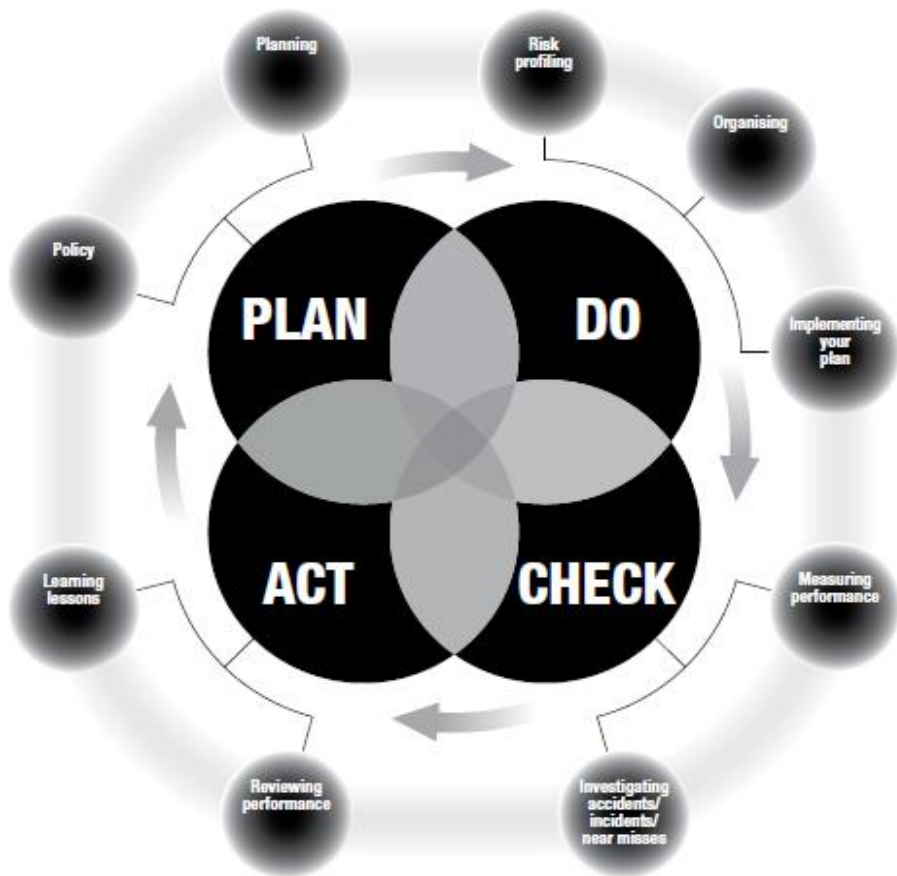 Planning
Risk
profiling
Organising
Policy
PLAN
DO
Implementing
your
plan
ACT
CHECK
Learning
lessons
Measuring
performance
Reviewing
performance
Investigating
accidents/
incidents/
near misses